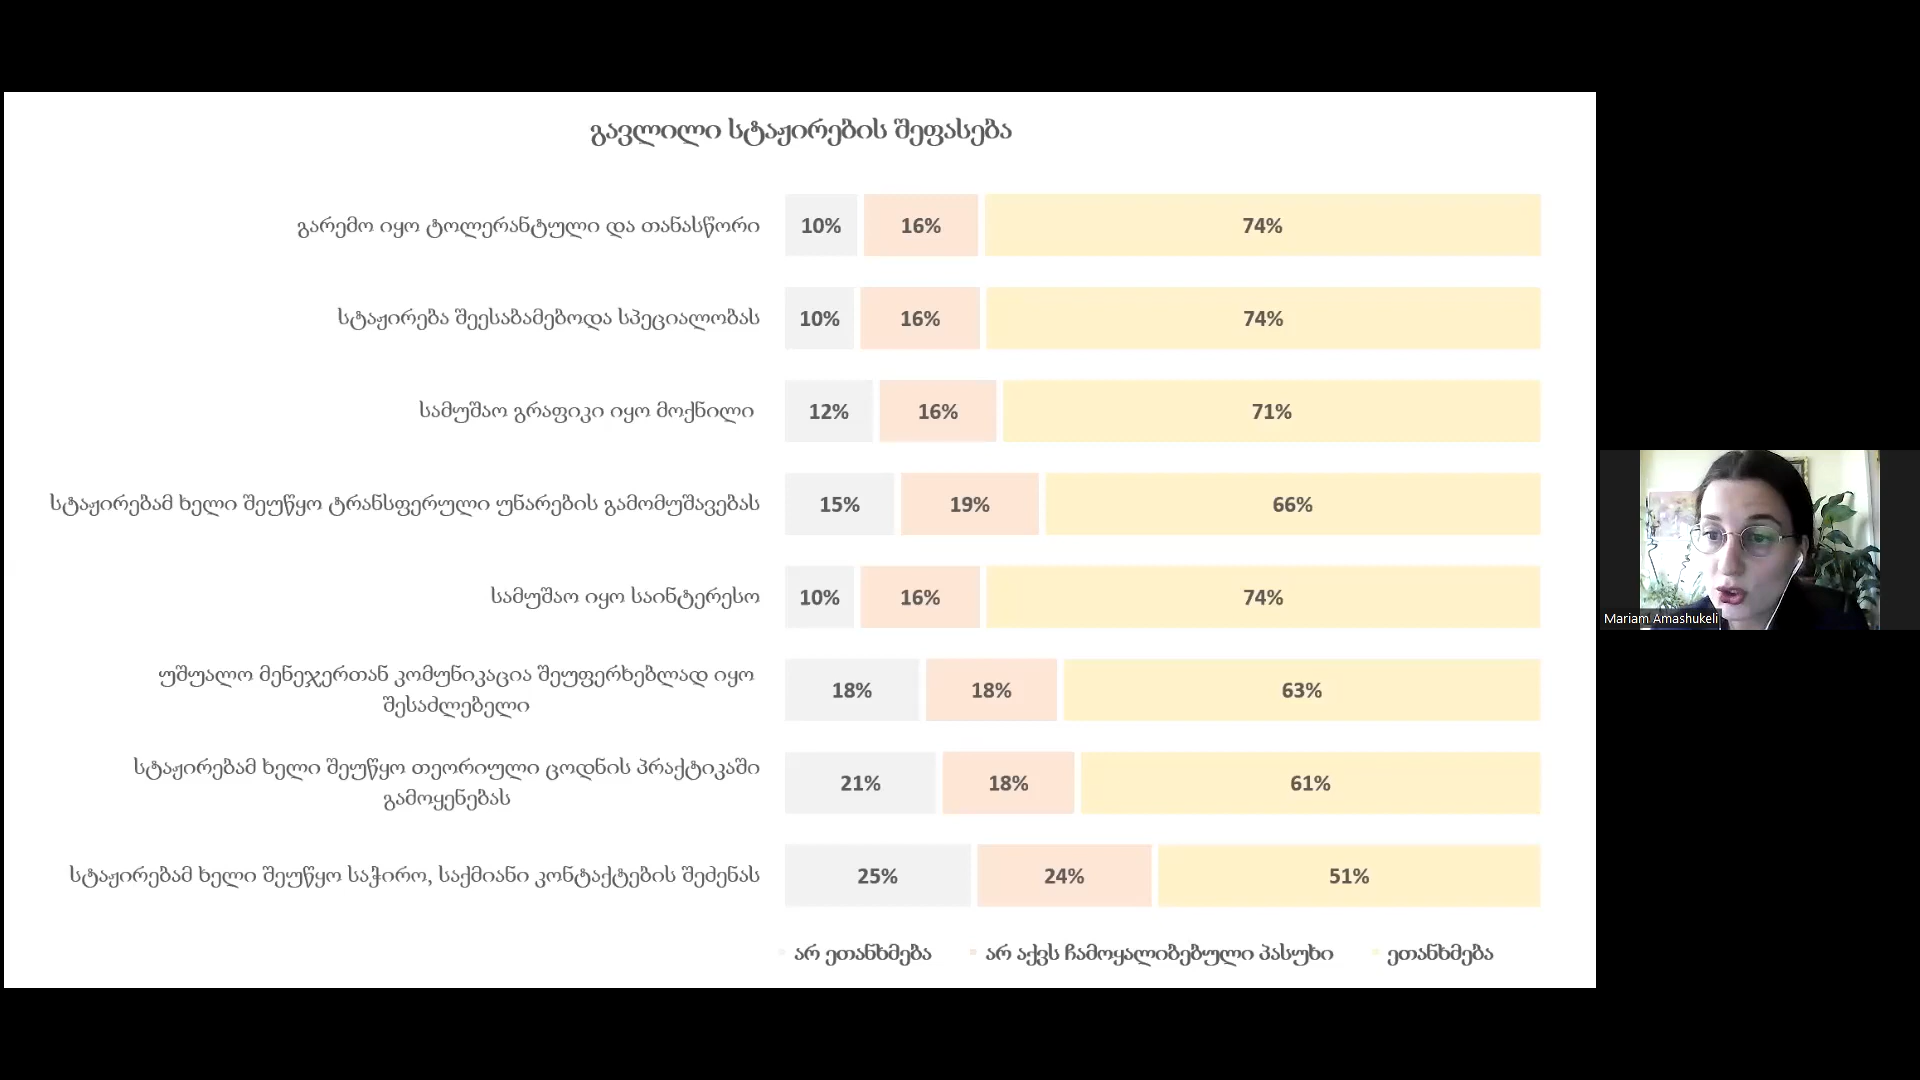 გავლილი სტაჟირების შეფასება
გარემო იყო ტოლერანტული და თანასწორი
10% 16% 74%
სტაჟირება შეესაბამებოდა სპეციალობას
10% 16% 74%
სამუშაო გრაფიკი იყო მოქნილი
12% 16% 71%
სტაჟირებამ ხელი შეუწყო ტრანსფერული უნარების გამომუშავებას
15% 19% 66%
სამუშაო იყო საინტერესო
10% 16% 74%
უშუალო მენეჯერთან კომუნიკაცია შეუფერხებლად იყო
შესაძლებელი
18% 18% 63%
სტაჟირებამ ხელი შეუწყო თეორიული ცოდნის პრაქტიკაში
გამოყენებას
21% 18% 61%
სტაჟირებამ ხელი შეუწყო საჭირო, საქმიანი კონტაქტების შეძენას
25% 24% 51%
არ ეთანხმება არ აქვს ჩამოყალიბებული პასუხი ეთანხმება
Mariam Amashukeli